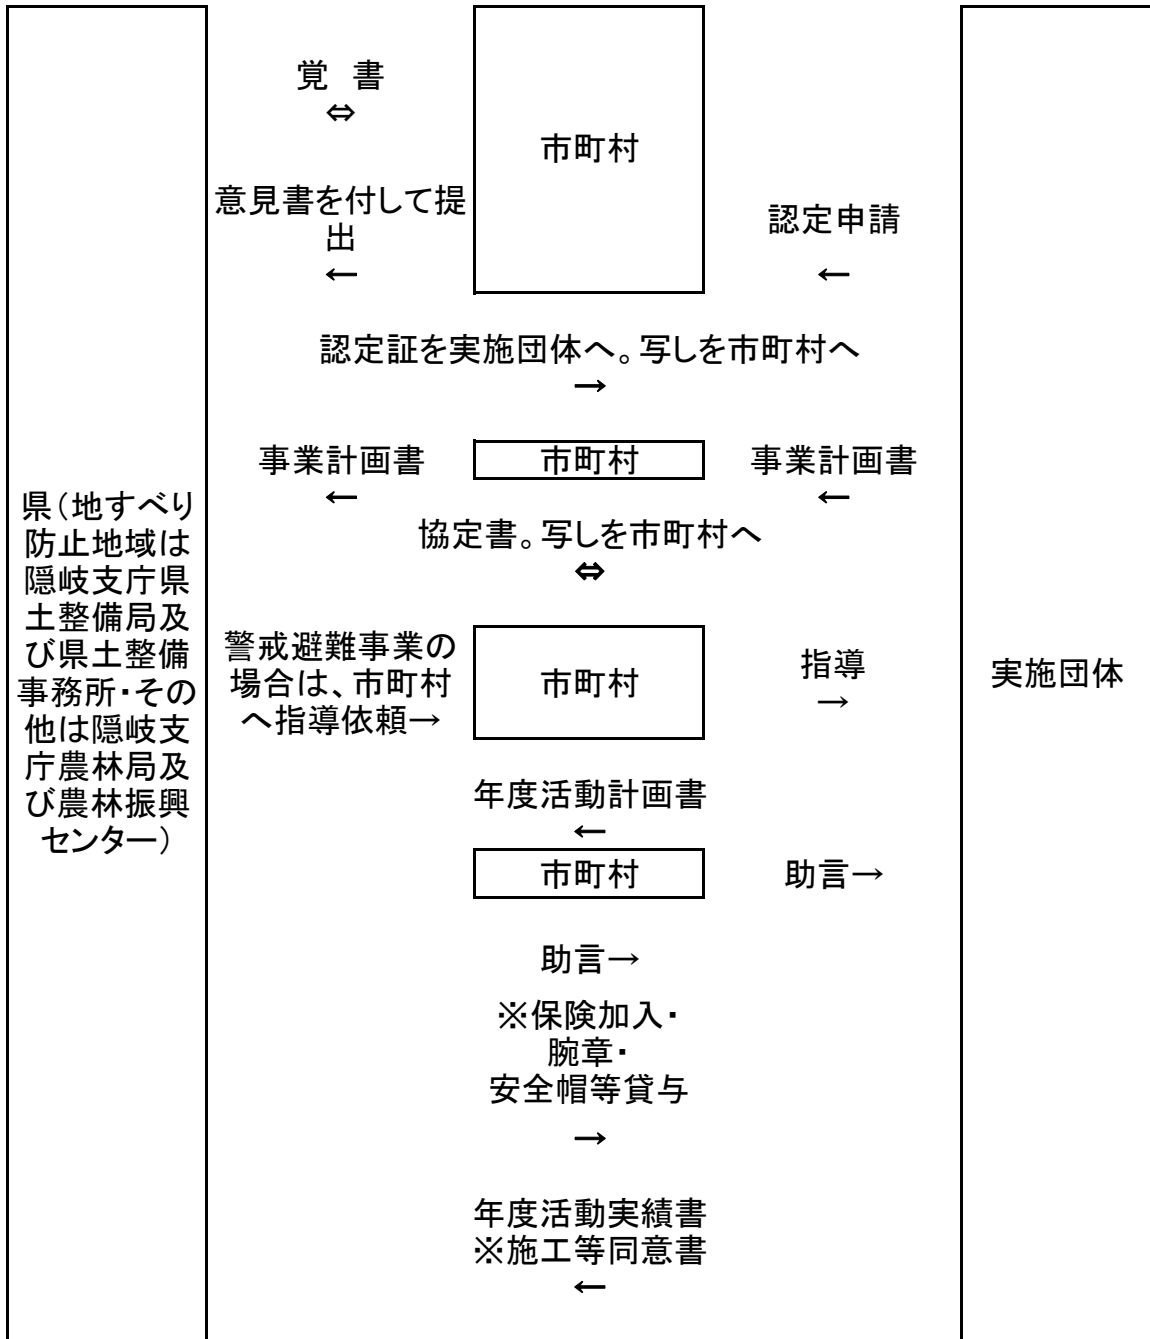 覚　書
⇔
市町村
意見書を付して提
出
←
認定申請
←
認定証を実施団体へ。写しを市町村へ
→
事業計画書
←
市町村
事業計画書
←
協定書。写しを市町村へ
⇔
県（地すべり
防止地域は
隠岐支庁県
土整備局及
び県土整備
事務所・その
他は隠岐支
庁農林局及
び農林振興
センター）
警戒避難事業の
場合は、市町村
へ指導依頼→
市町村
指導
→
実施団体
年度活動計画書
←
市町村
助言→
助言→
※保険加入・
腕章・
安全帽等貸与
→
年度活動実績書
※施工等同意書
←